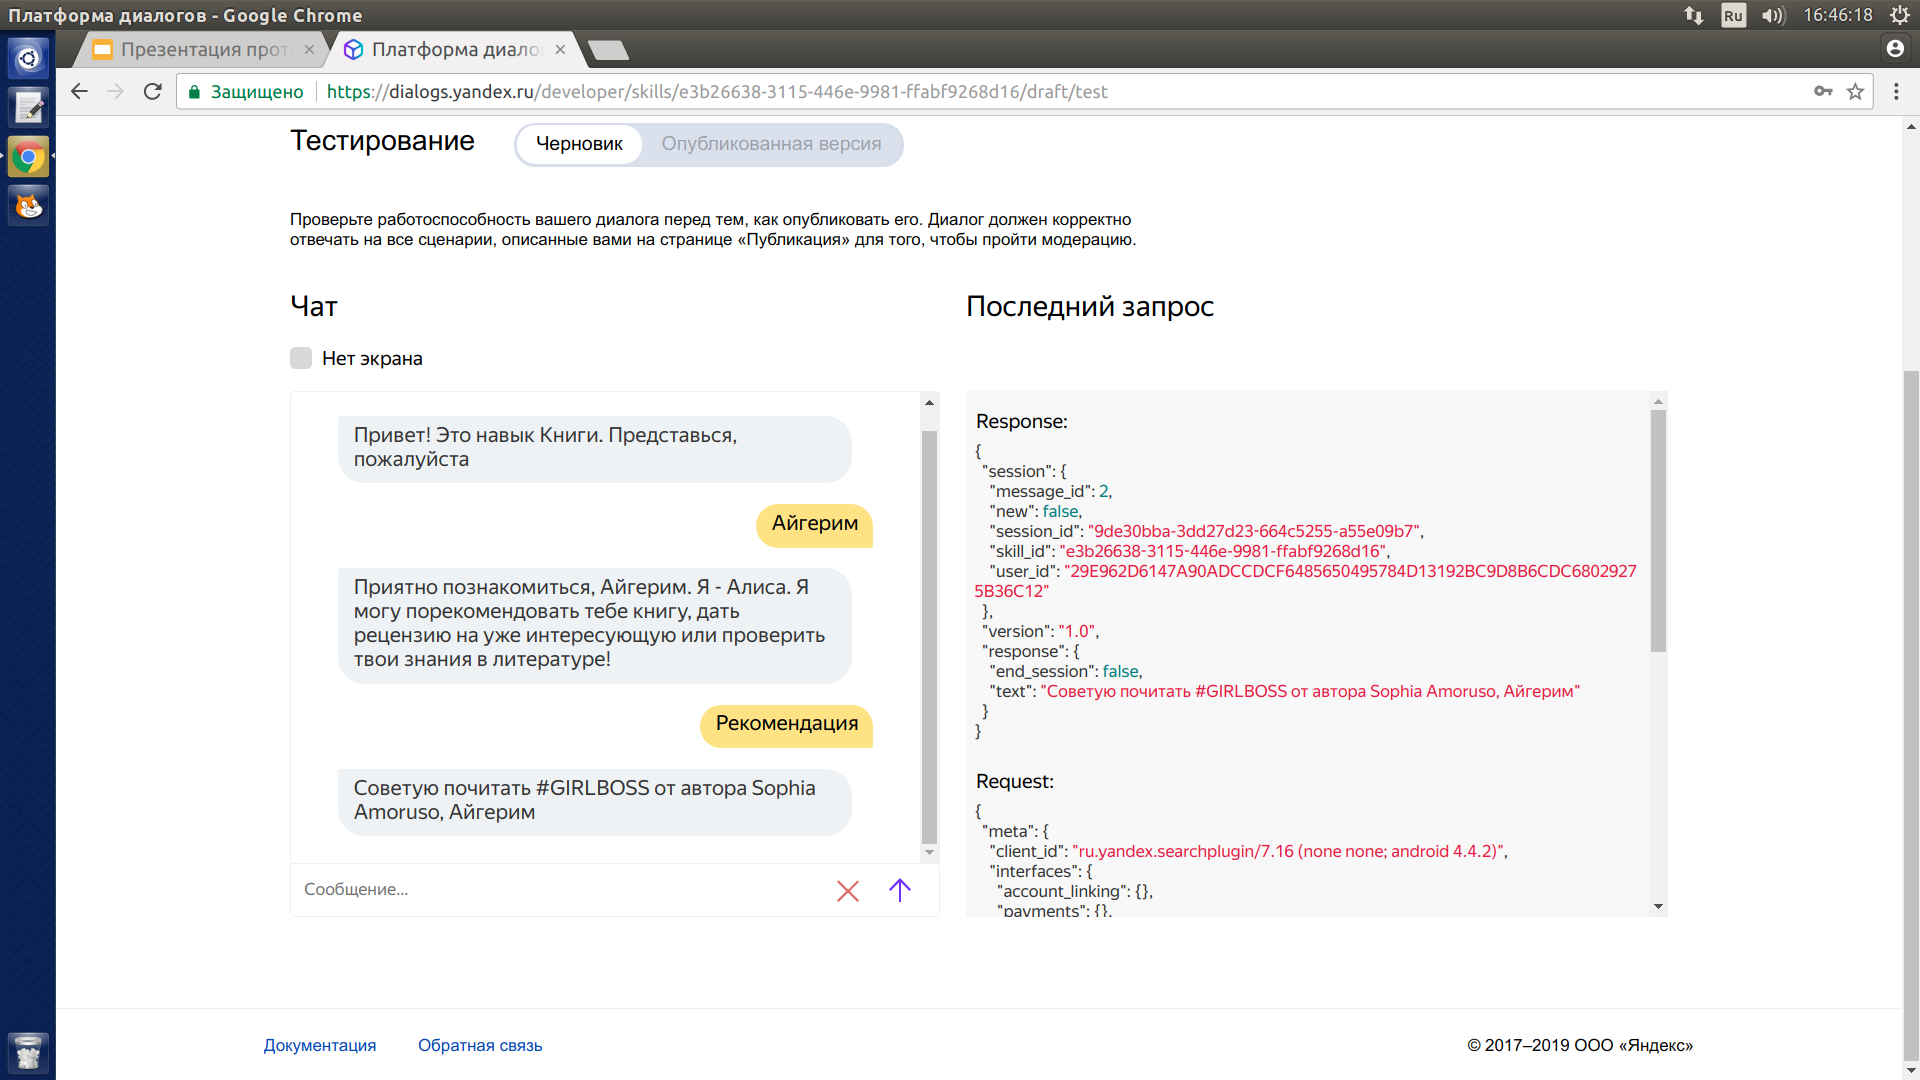 Платформа диалогов - Google Chrome
Ru
16:46:18
Презентация прот
Платформа диало
Защищено
https://dialogs.yandex.ru/developer/skills/e3b26638-3115-446e-9981-ffabf9268d16/draft/test
Тестирование
Черновик
Опубликованная версия
Проверьте работоспособность вашего диалога перед тем, как опубликовать его. Диалог должен корректно
отвечать на все сценарии, описанные вами на странице «Публикация» для того, чтобы пройти модерацию.
Чат
Нет экрана
Привет! Это навык Книги. Представься,
пожалуйста
Айгерим
Приятно познакомиться, Айгерим. Я - Алиса. Я
могу порекомендовать тебе книгу, дать
рецензию на уже интересующую или проверить
твои знания в литературе!
Рекомендация
Советую почитать #GIRLBOSS от автора Sophia
Amoruso, Айгерим
Сообщение...
Последний запрос
Response:
{
"session": {
"message_id": 2,
"new": false,
"session_id": "9de30bba-3dd27d23-664c5255-a55e09b7",
"skill_id": "e3b26638-3115-446e-9981-ffabf9268d16",
"user_id": "29E962D6147A90ADCCDCF6485650495784D13192BC9D8B6CDC6802927
5B36C12"
},
"version": "1.0",
"response": {
"end_session": false,
"text": "Советую почитать #GIRLBOSS от автора Sophia Amoruso, Айгерим"
}
}
Request:
{
"meta": {
"client_id": "ru.yandex.searchplugin/7.16 (none none; android 4.4.2)",
"interfaces": {
"account_linking": {},
"payments": {},
Документация
Обратная связь
© 2017–2019 ООО «Яндекс»